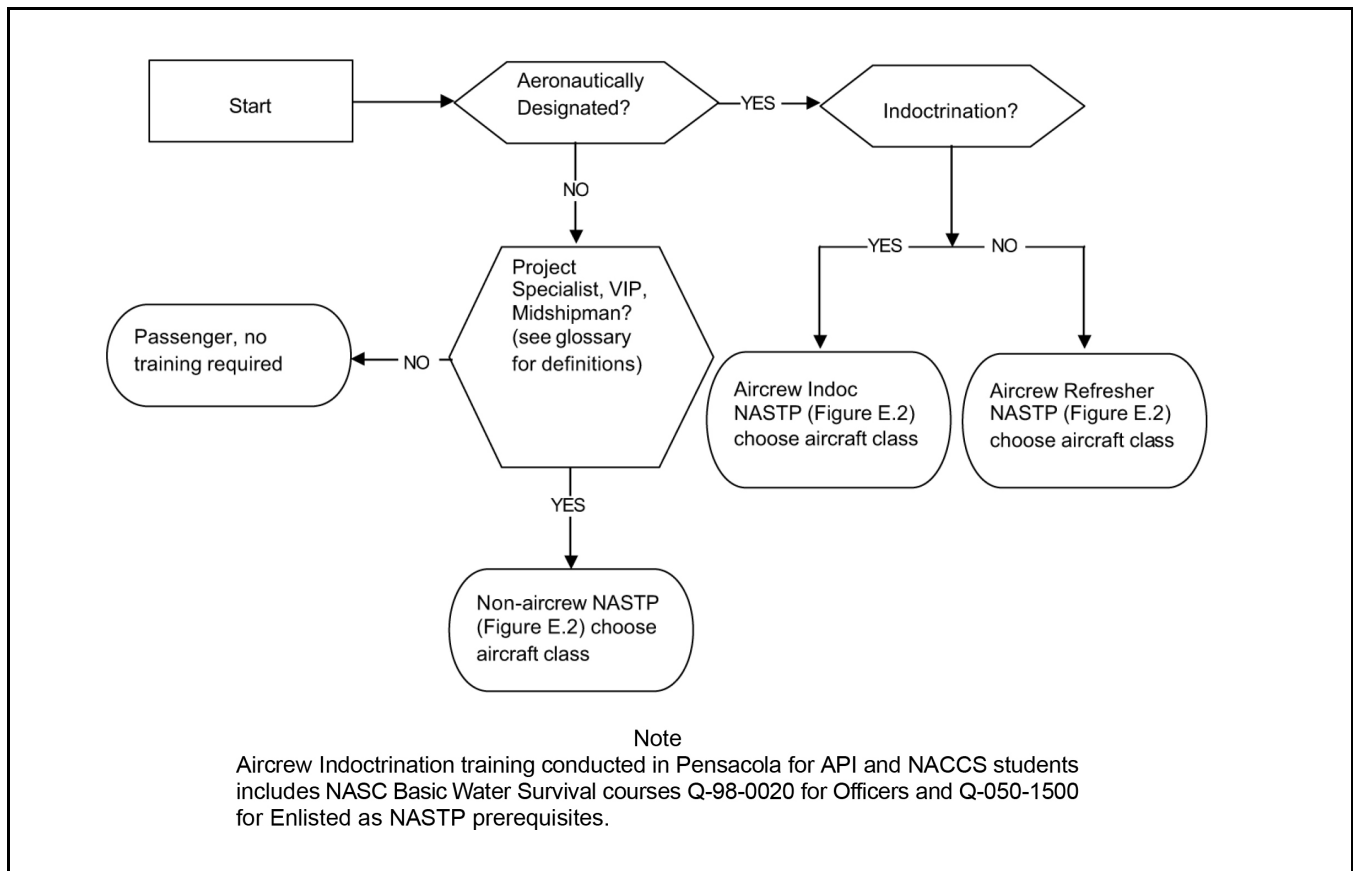 Start
Aeronautically
Designated?
YES
Indoctrination?
NO
YES
NO
Project
Specialist, VIP,
Midshipman?
(see glossary
for definitions)
NO
Passenger, no
training required
Aircrew Indoc
NASTP (Figure E.2)
choose aircraft class
Aircrew Refresher
NASTP (Figure E.2)
choose aircraft class
YES
Non-aircrew NASTP
(Figure E.2) choose
aircraft class
Note
Aircrew Indoctrination training conducted in Pensacola for API and NACCS students
includes NASC Basic Water Survival courses Q-98-0020 for Officers and Q-050-1500
for Enlisted as NASTP prerequisites.